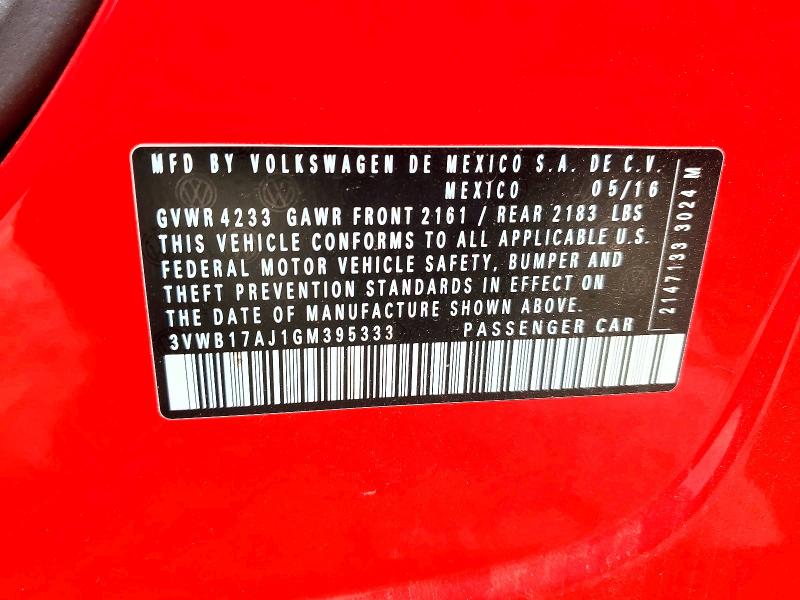 MFD BY VOLKSWAGEN DE MEXICO S.A. DE C.V.
MEXICO 05/16
GVWR 4233 GAWR FRONT 2161 / REAR 2183 LBS
THIS VEHICLE CONFORMS TO ALL APPLICABLE U.S.
FEDERAL MOTOR VEHICLE SAFETY, BUMPER AND
THEFT PREVENTION STANDARDS IN EFFECT ON
THE DATE OF MANUFACTURE SHOWN ABOVE.
3VWB17AJ1GM395333 PASSENGER CAR
2147133 3024 M